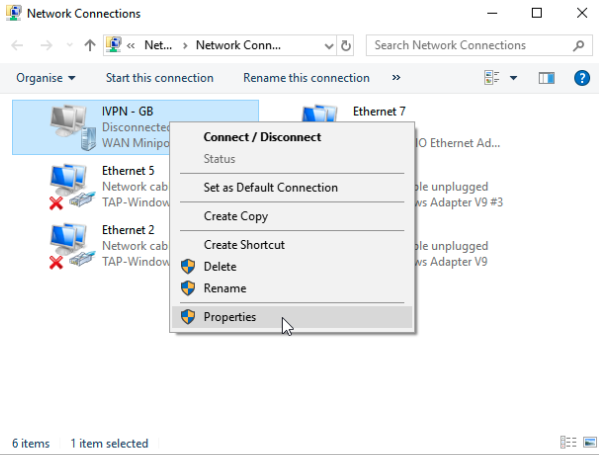 Network Connections
« Net... > Network Conn...
Search Network Connections
Organise
Start this connection
Rename this connection
»
IVPN - GB
Disconnected
WAN Minipo
Ethernet 7
IO Ethernet Ad...
Ethernet 5
Network cab
TAP-Window
ble unplugged
ws Adapter V9 #3
Ethernet 2
Network cab
TAP-Window
ble unplugged
ws Adapter V9
Connect / Disconnect
Status
Set as Default Connection
Create Copy
Create Shortcut
Delete
Rename
Properties
6 items
1 item selected